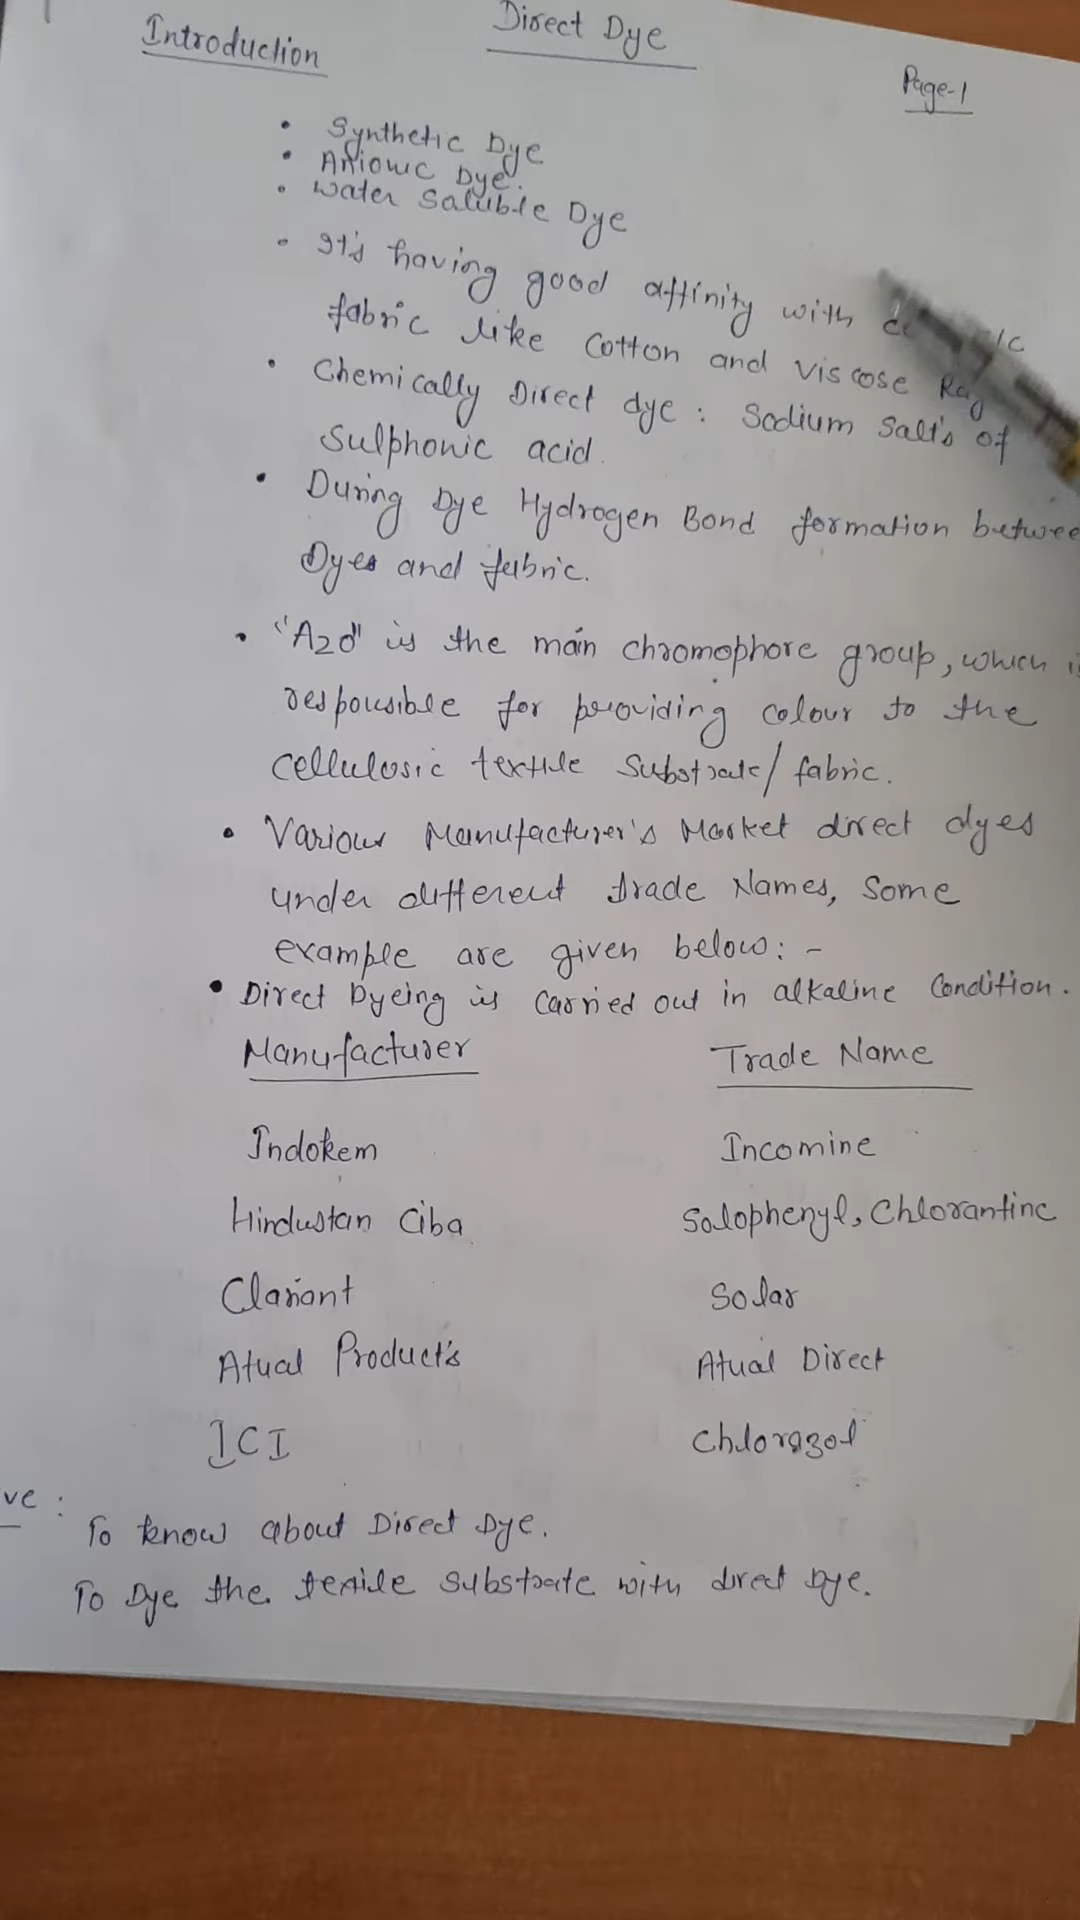 Direct Dye
Introduction
Page-1
• Synthetic Dye
• Anionic Dye.
• Water Saluble Dye
• It's having good affinity with
fabric like Cotton and Viscose
• Chemically Direct dye : Sodium Salt's of
Sulphonic acid.
• During Dye Hydrogen Bond formation betwee
Dyes and fabric.
• "Azo" is the main chromophore group, which i
responsible for providing colour to the
cellulosic textile Substrate/fabric.
• Various Manufacturer's Market direct dyes
under different trade Names, Some
example are given below: -
• Direct Dyeing is Carried out in alkaline Condition.
Manufacturer Trade Name
Indokem Incomine
Hindustan Ciba Solophenyl, Chlorantine
Clariant Solar
Atual Product's Atual Direct
ICI Chlorazol
ve :
To know about Direct Dye.
To Dye the textile Substrate with direct Dye.